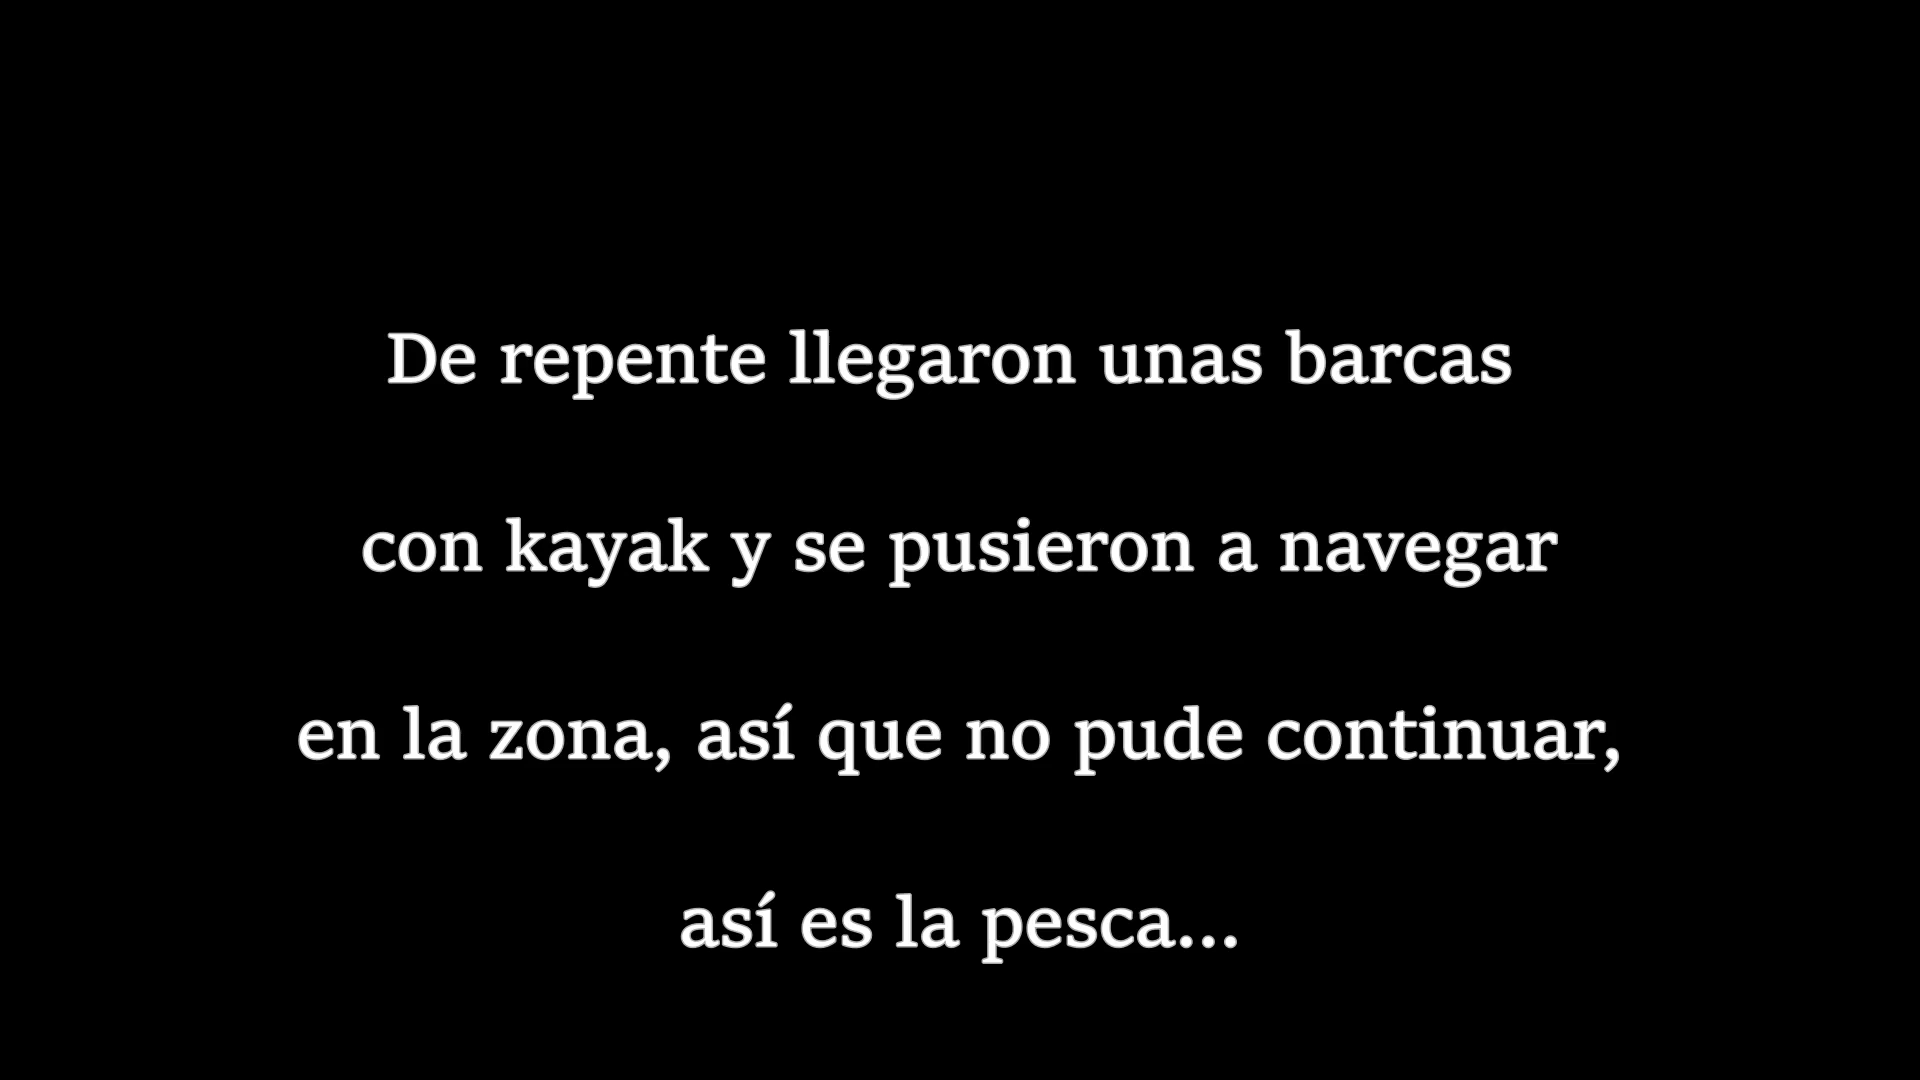 De repente llegaron unas barcas
con kayak y se pusieron a navegar
en la zona, así que no pude continuar,
así es la pesca...